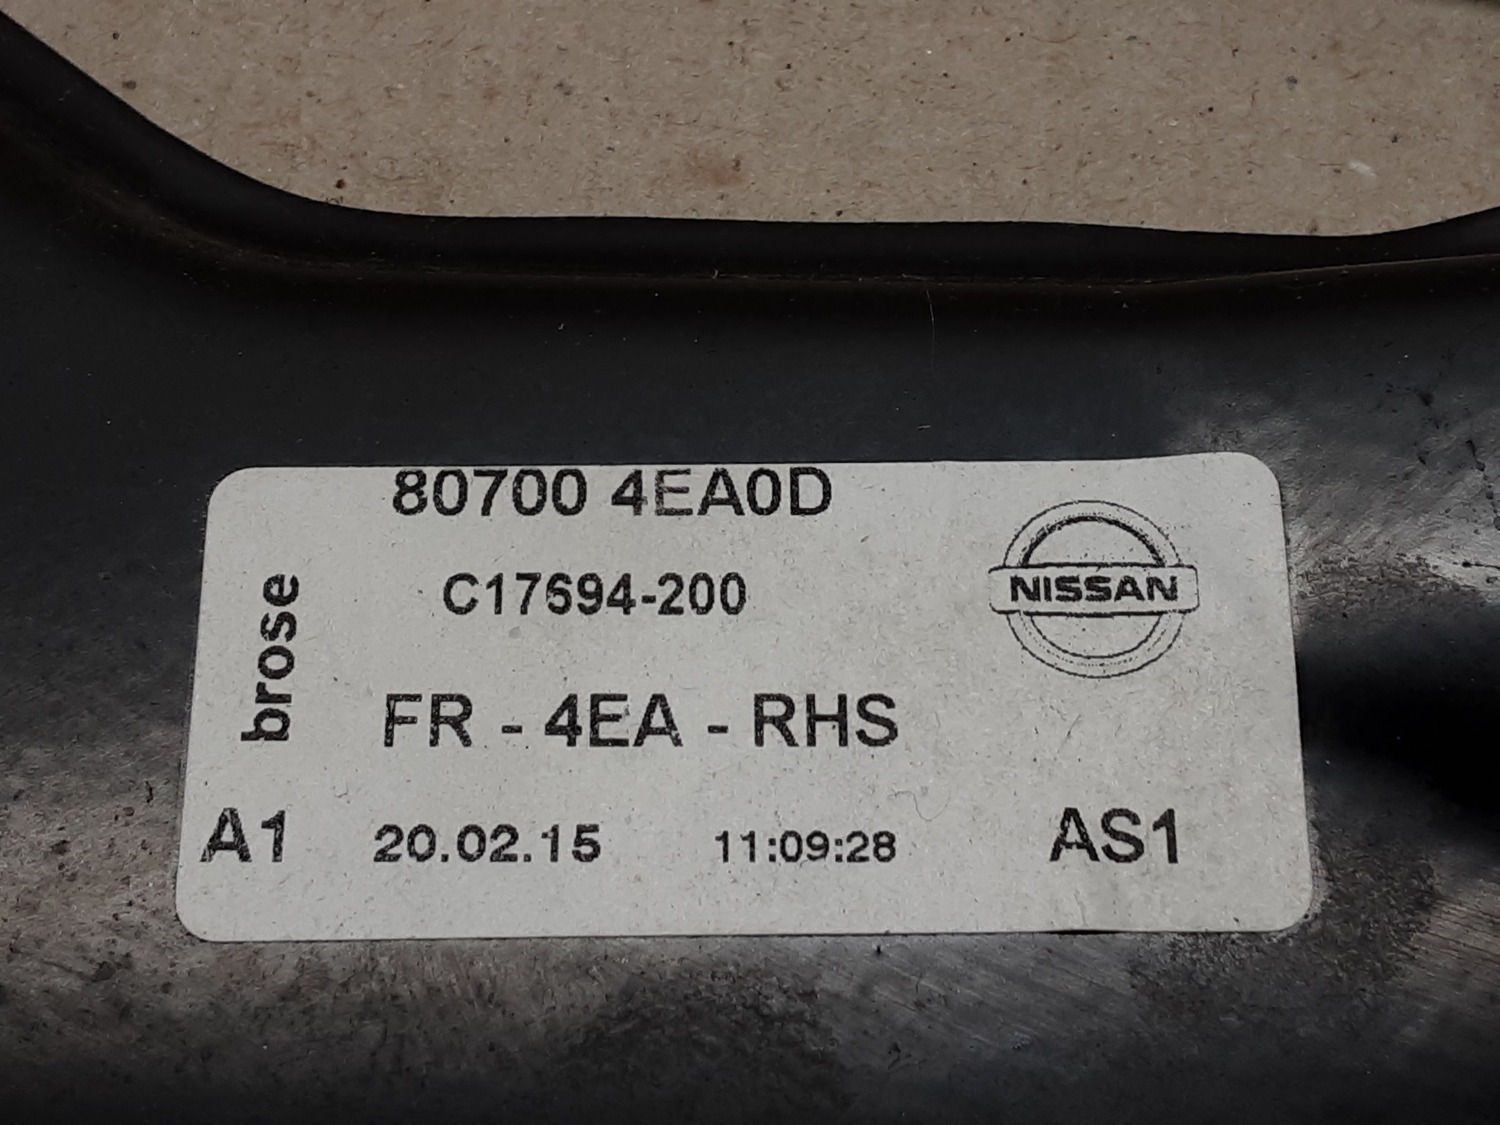 80700 4EA0D
C17694-200
NISSAN
brose
FR - 4EA - RHS
A1 20.02.15 11:09:28 AS1